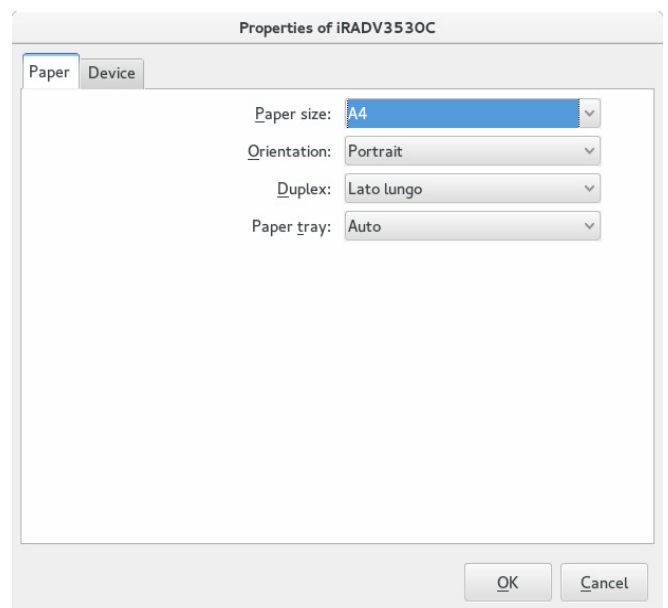 Properties of iRADV3530C
Paper Device
Paper size: A4
Orientation: Portrait
Duplex: Lato lungo
Paper tray: Auto
OK Cancel